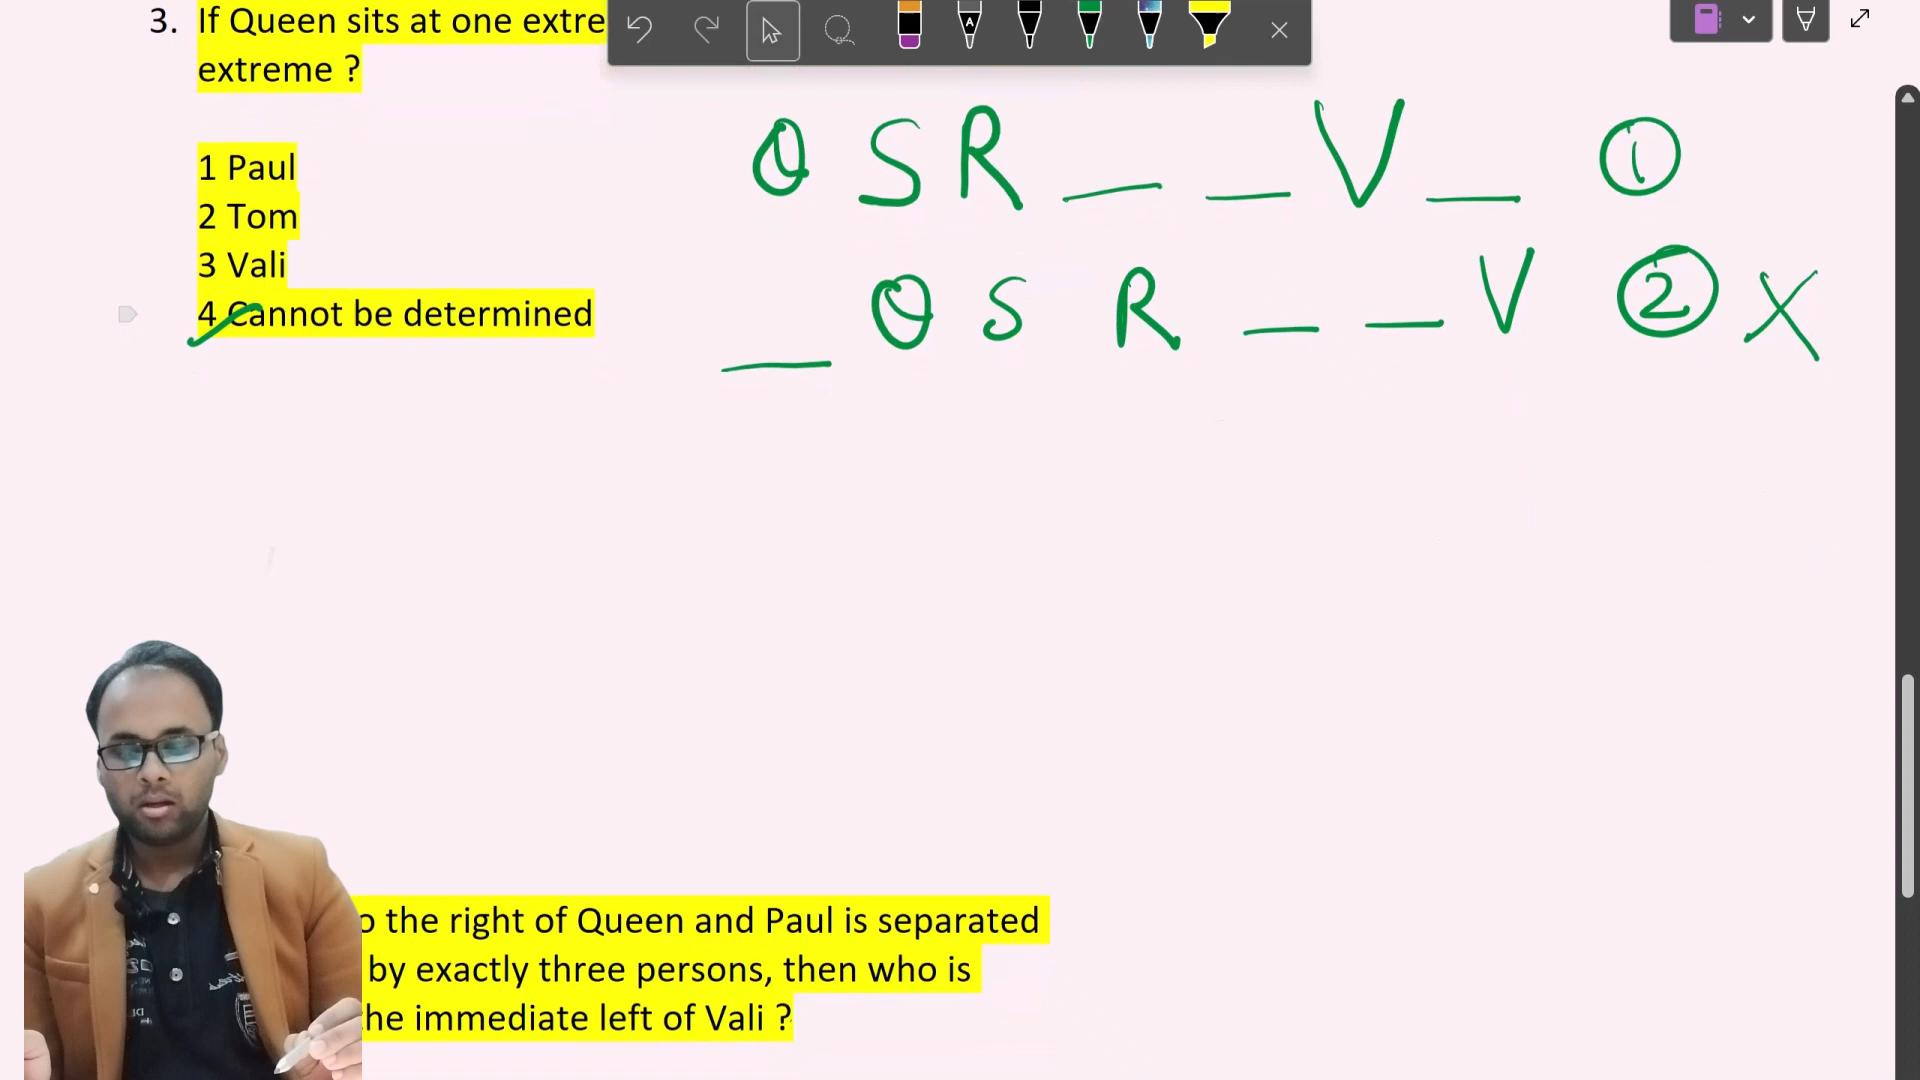 3. If Queen sits at one extre
extreme ?
1 Paul
2 Tom
3 Vali
4 Cannot be determined
Q S R _ _ V _ ①
_ Q S R _ _ V ② X
the right of Queen and Paul is separated
by exactly three persons, then who is
the immediate left of Vali ?